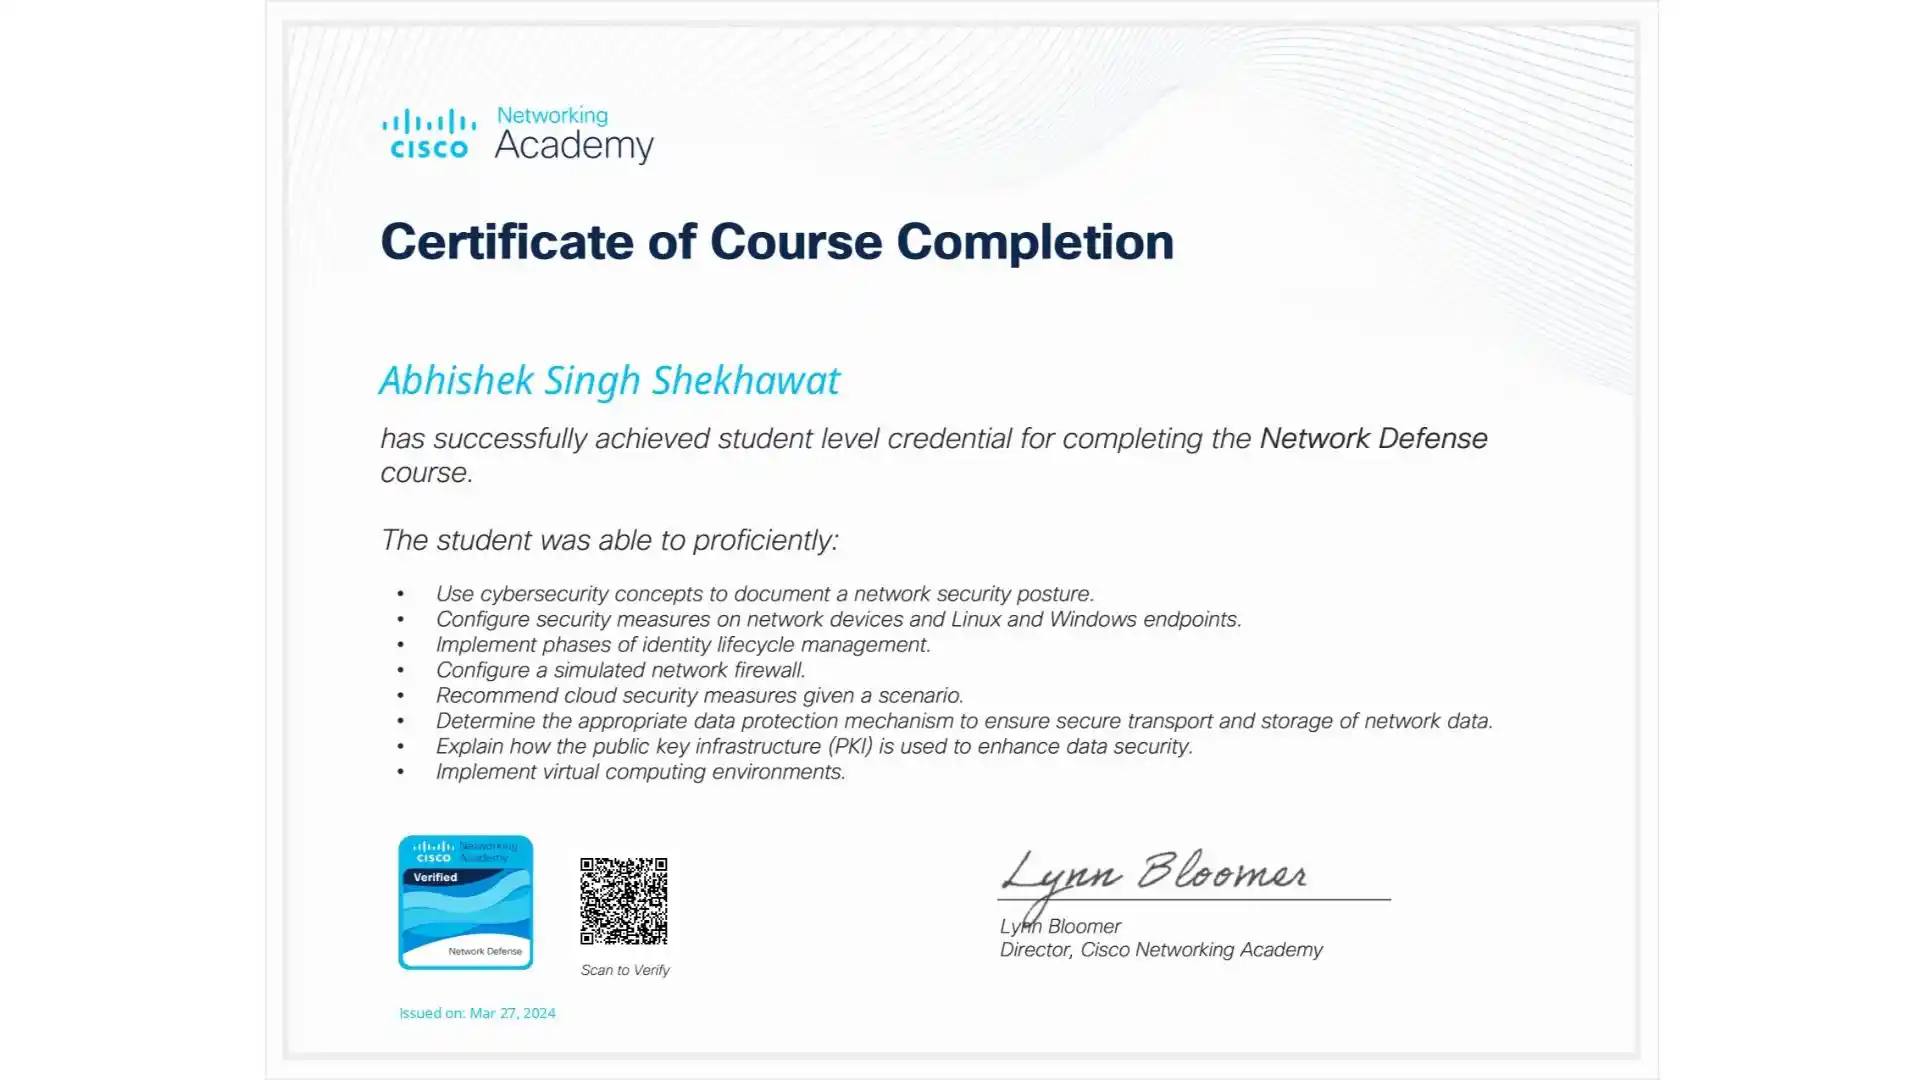 Networking
CISCO Academy
Certificate of Course Completion
Abhishek Singh Shekhawat
has successfully achieved student level credential for completing the Network Defense
course.
The student was able to proficiently:
• Use cybersecurity concepts to document a network security posture.
• Configure security measures on network devices and Linux and Windows endpoints.
• Implement phases of identity lifecycle management.
• Configure a simulated network firewall.
• Recommend cloud security measures given a scenario.
• Determine the appropriate data protection mechanism to ensure secure transport and storage of network data.
• Explain how the public key infrastructure (PKI) is used to enhance data security.
• Implement virtual computing environments.
Networking
CISCO Academy
Verified
Network Defense
Scan to Verify
Lynn Bloomer
Lynn Bloomer
Director, Cisco Networking Academy
Issued on: Mar 27, 2024